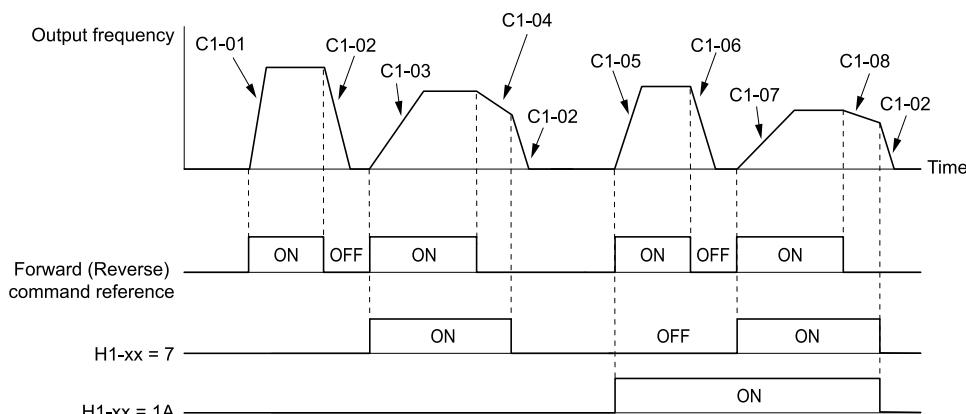 Output frequency
C1-01
C1-02
C1-03
C1-04
C1-02
C1-05
C1-06
C1-07
C1-08
C1-02
Time
Forward (Reverse)
command reference
ON
OFF
ON
ON
OFF
ON
H1-xx = 7
ON
OFF
ON
H1-xx = 1A
ON